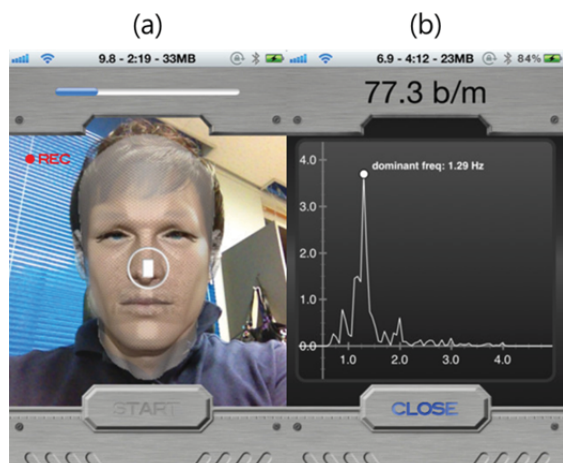 (a)
(b)
9.8 - 2:19 - 33MB
6.9 - 4:12 - 23MB 84%
77.3 b/m
REC
dominant freq: 1.29 Hz
4.0
3.0
2.0
1.0
0.0
1.0 2.0 3.0 4.0
START
CLOSE